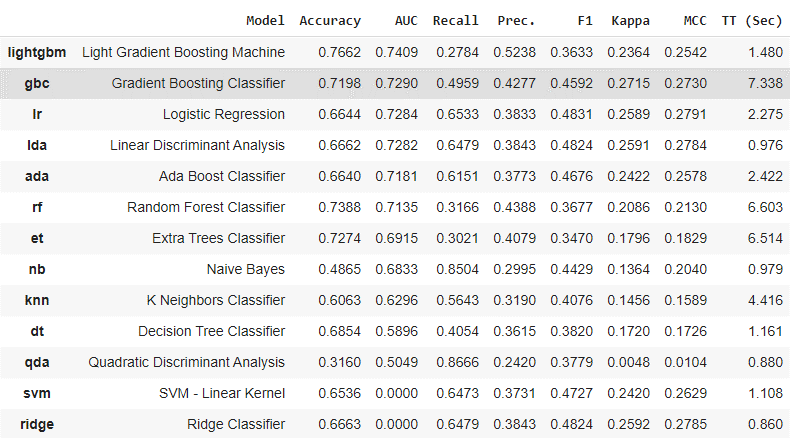 Model Accuracy AUC Recall Prec. F1 Kappa MCC TT (Sec)
lightgbm Light Gradient Boosting Machine 0.7662 0.7409 0.2784 0.5238 0.3633 0.2364 0.2542 1.480
gbc Gradient Boosting Classifier 0.7198 0.7290 0.4959 0.4277 0.4592 0.2715 0.2730 7.338
lr Logistic Regression 0.6644 0.7284 0.6533 0.3833 0.4831 0.2589 0.2791 2.275
lda Linear Discriminant Analysis 0.6662 0.7282 0.6479 0.3843 0.4824 0.2591 0.2784 0.976
ada Ada Boost Classifier 0.6640 0.7181 0.6151 0.3773 0.4676 0.2422 0.2578 2.422
rf Random Forest Classifier 0.7388 0.7135 0.3166 0.4388 0.3677 0.2086 0.2130 6.603
et Extra Trees Classifier 0.7274 0.6915 0.3021 0.4079 0.3470 0.1796 0.1829 6.514
nb Naive Bayes 0.4865 0.6833 0.8504 0.2995 0.4429 0.1364 0.2040 0.979
knn K Neighbors Classifier 0.6063 0.6296 0.5643 0.3190 0.4076 0.1456 0.1589 4.416
dt Decision Tree Classifier 0.6854 0.5896 0.4054 0.3615 0.3820 0.1720 0.1726 1.161
qda Quadratic Discriminant Analysis 0.3160 0.5049 0.8666 0.2420 0.3779 0.0048 0.0104 0.880
svm SVM - Linear Kernel 0.6536 0.0000 0.6473 0.3731 0.4727 0.2420 0.2629 1.108
ridge Ridge Classifier 0.6663 0.0000 0.6479 0.3843 0.4824 0.2592 0.2785 0.860